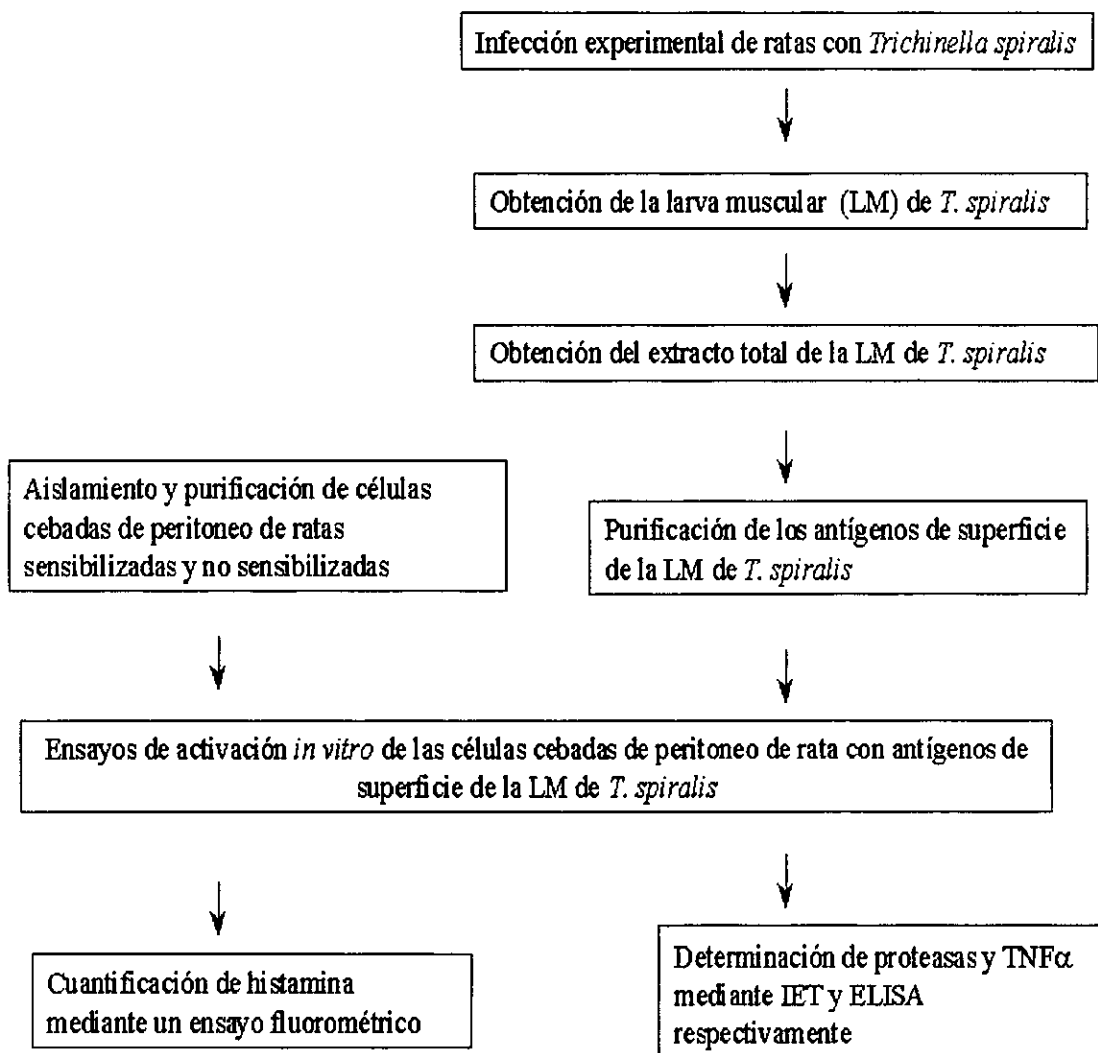 Infección experimental de ratas con Trichinella spiralis
Obtención de la larva muscular (LM) de T. spiralis
Obtención del extracto total de la LM de T. spiralis
Aislamiento y purificación de células
cebadas de peritoneo de ratas
sensibilizadas y no sensibilizadas
Purificación de los antígenos de superficie
de la LM de T. spiralis
Ensayos de activación in vitro de las células cebadas de peritoneo de rata con antígenos de
superficie de la LM de T. spiralis
Cuantificación de histamina
mediante un ensayo fluorométrico
Determinación de proteasas y TNFα
mediante IET y ELISA
respectivamente